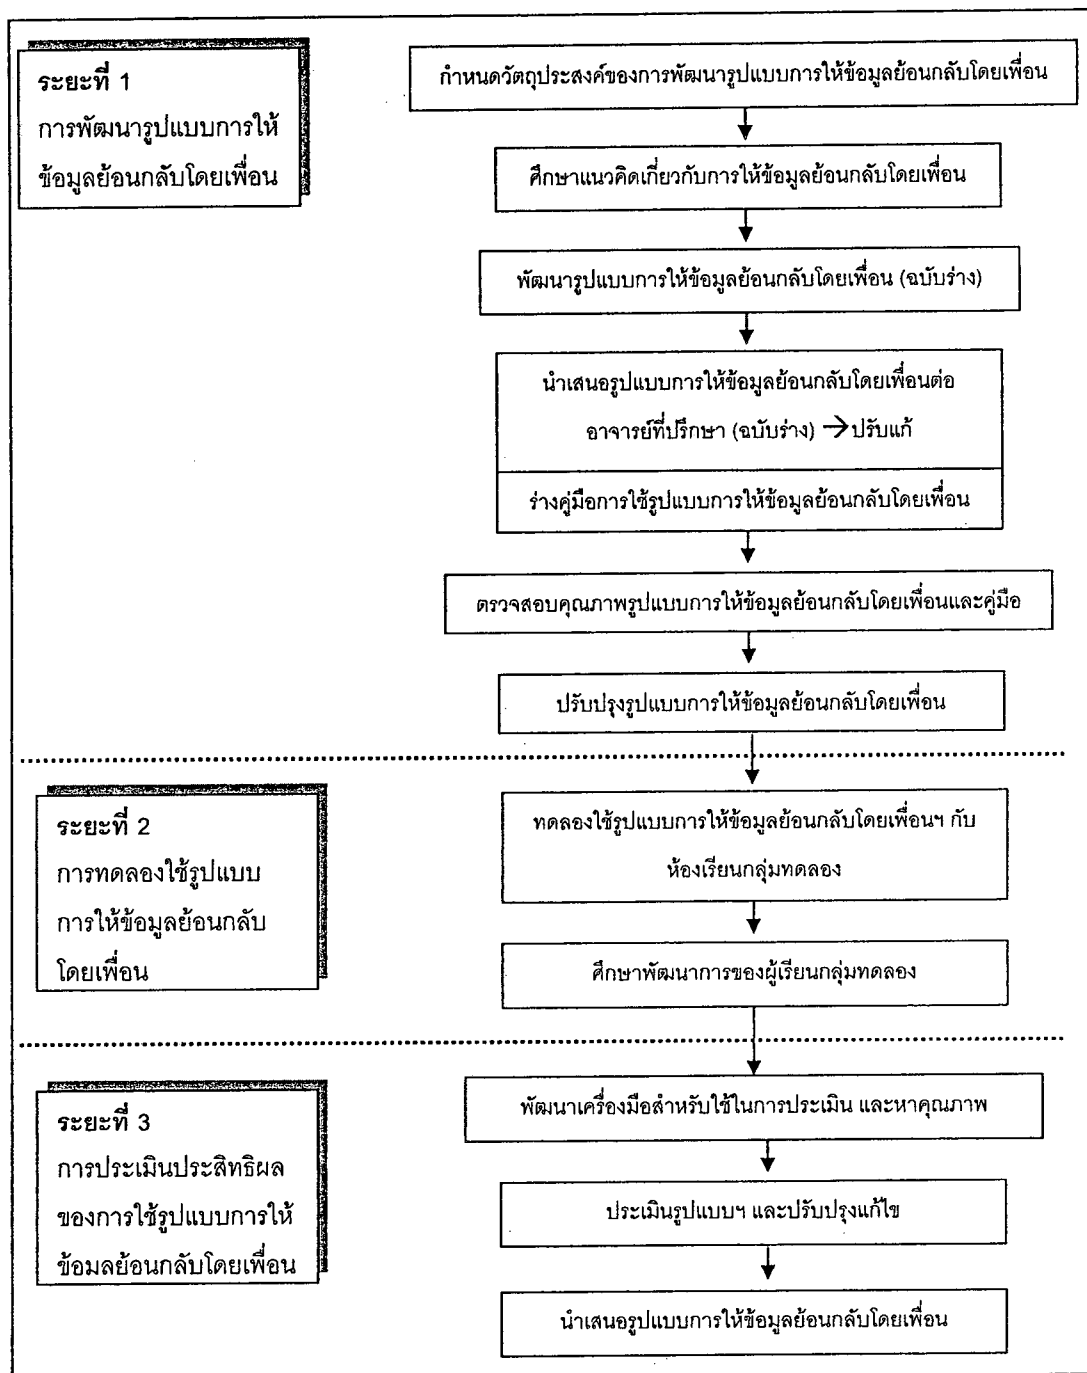 ระยะที่ 1
การพัฒนารูปแบบการให้
ข้อมูลย้อนกลับโดยเพื่อน
กำหนดวัตถุประสงค์ของการพัฒนารูปแบบการให้ข้อมูลย้อนกลับโดยเพื่อน
ศึกษาแนวคิดเกี่ยวกับการให้ข้อมูลย้อนกลับโดยเพื่อน
พัฒนารูปแบบการให้ข้อมูลย้อนกลับโดยเพื่อน (ฉบับร่าง)
นำเสนอรูปแบบการให้ข้อมูลย้อนกลับโดยเพื่อนต่อ
อาจารย์ที่ปรึกษา (ฉบับร่าง) →ปรับแก้
ร่างคู่มือการใช้รูปแบบการให้ข้อมูลย้อนกลับโดยเพื่อน
ตรวจสอบคุณภาพรูปแบบการให้ข้อมูลย้อนกลับโดยเพื่อนและคู่มือ
ปรับปรุงรูปแบบการให้ข้อมูลย้อนกลับโดยเพื่อน
ระยะที่ 2
การทดลองใช้รูปแบบ
การให้ข้อมูลย้อนกลับ
โดยเพื่อน
ทดลองใช้รูปแบบการให้ข้อมูลย้อนกลับโดยเพื่อนฯ กับ
ห้องเรียนกลุ่มทดลอง
ศึกษาพัฒนาการของผู้เรียนกลุ่มทดลอง
ระยะที่ 3
การประเมินประสิทธิผล
ของการใช้รูปแบบการให้
ข้อมลย้อนกลับโดยเพื่อน
พัฒนาเครื่องมือสำหรับใช้ในการประเมิน และหาคุณภาพ
ประเมินรูปแบบฯ และปรับปรุงแก้ไข
นำเสนอรูปแบบการให้ข้อมูลย้อนกลับโดยเพื่อน